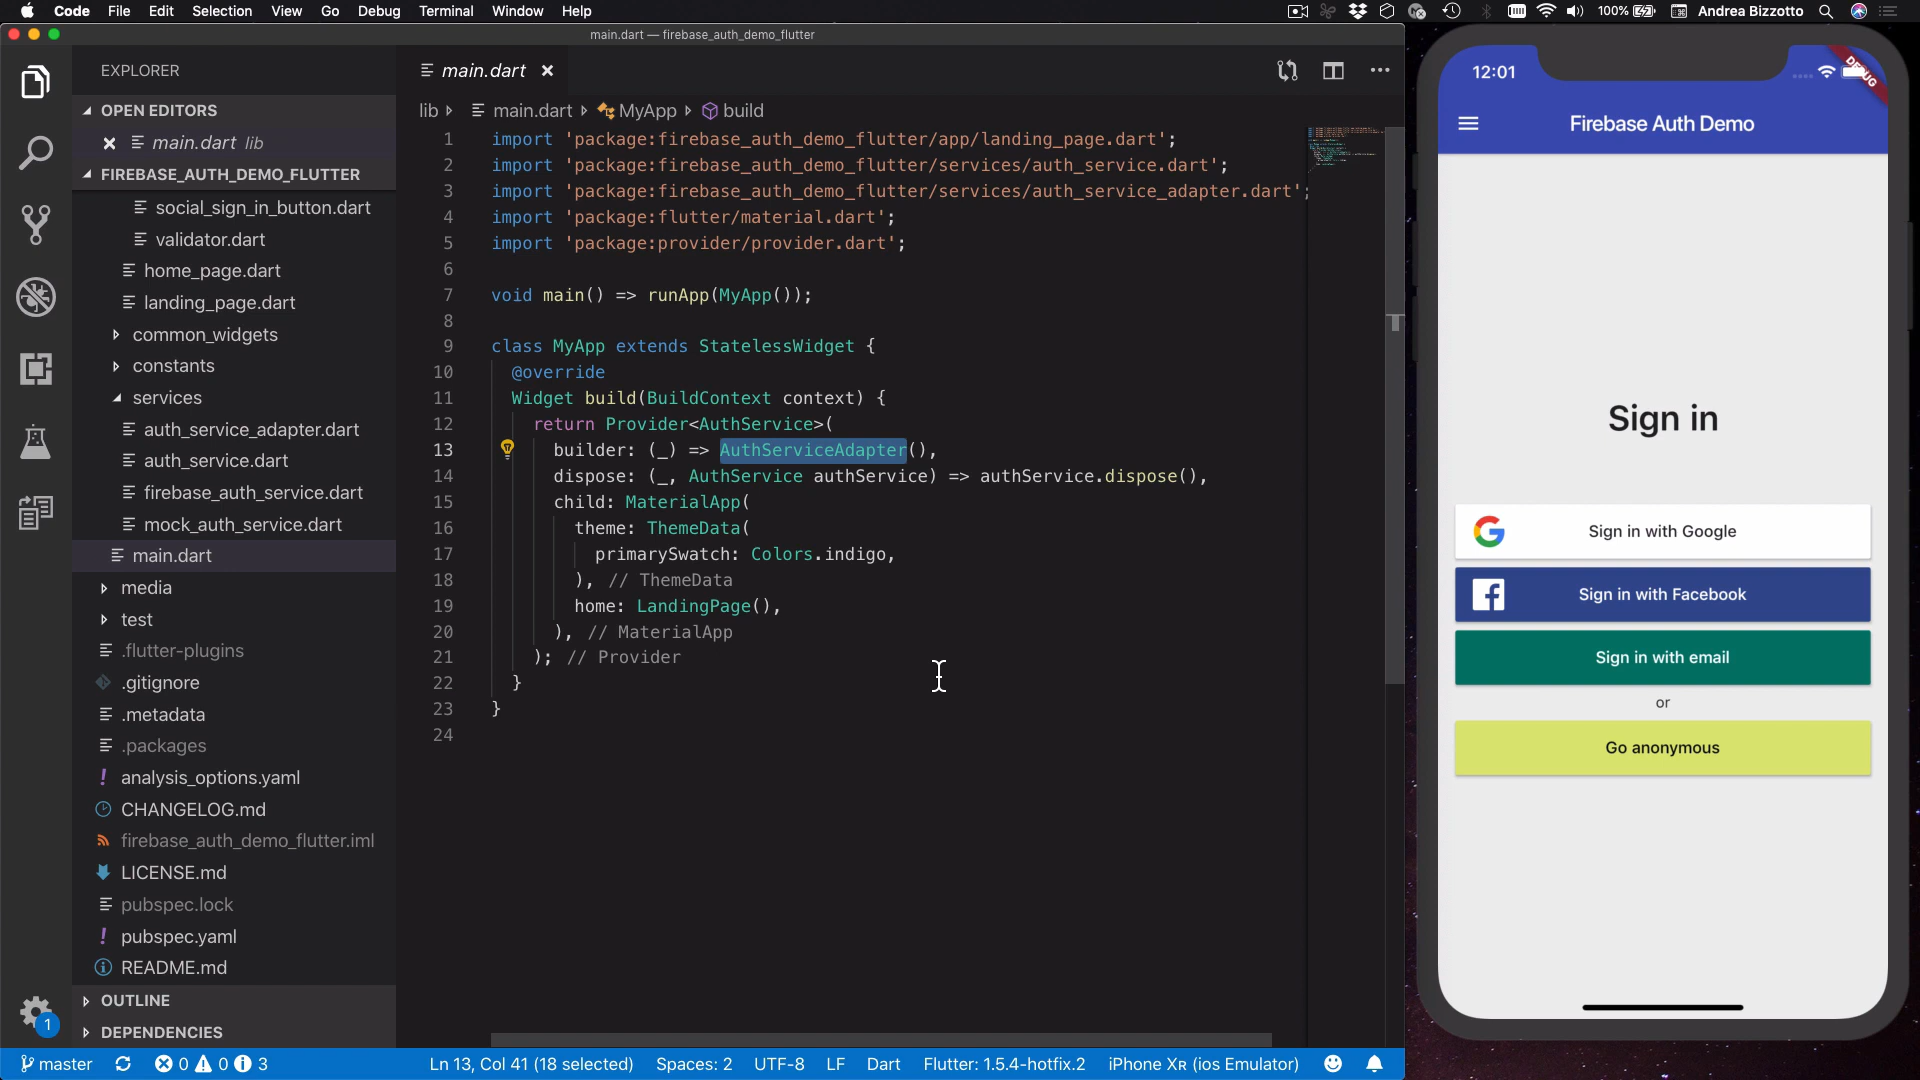 Code File Edit Selection View Go Debug Terminal Window Help
100% Andrea Bizzotto
main.dart — firebase_auth_demo_flutter
EXPLORER
OPEN EDITORS
main.dart lib
FIREBASE_AUTH_DEMO_FLUTTER
social_sign_in_button.dart
validator.dart
home_page.dart
landing_page.dart
common_widgets
constants
services
auth_service_adapter.dart
auth_service.dart
firebase_auth_service.dart
mock_auth_service.dart
main.dart
media
test
.flutter-plugins
.gitignore
.metadata
.packages
analysis_options.yaml
CHANGELOG.md
firebase_auth_demo_flutter.iml
LICENSE.md
pubspec.lock
pubspec.yaml
README.md
OUTLINE
DEPENDENCIES
1
main.dart
lib main.dart MyApp build
1 import 'package:firebase_auth_demo_flutter/app/landing_page.dart';
2 import 'package:firebase_auth_demo_flutter/services/auth_service.dart';
3 import 'package:firebase_auth_demo_flutter/services/auth_service_adapter.dart';
4 import 'package:flutter/material.dart';
5 import 'package:provider/provider.dart';
6
7 void main() => runApp(MyApp());
8
9 class MyApp extends StatelessWidget {
10 @override
11 Widget build(BuildContext context) {
12 return Provider<AuthService>(
13 builder: (_) => AuthServiceAdapter(),
14 dispose: (_, AuthService authService) => authService.dispose(),
15 child: MaterialApp(
16 theme: ThemeData(
17 primarySwatch: Colors.indigo,
18 ), // ThemeData
19 home: LandingPage(),
20 ), // MaterialApp
21 ); // Provider
22 }
23 }
24
master 0 0 3 Ln 13, Col 41 (18 selected) Spaces: 2 UTF-8 LF Dart Flutter: 1.5.4-hotfix.2 iPhone XR (ios Emulator)
12:01
DEBUG
Firebase Auth Demo
Sign in
Sign in with Google
Sign in with Facebook
Sign in with email
or
Go anonymous